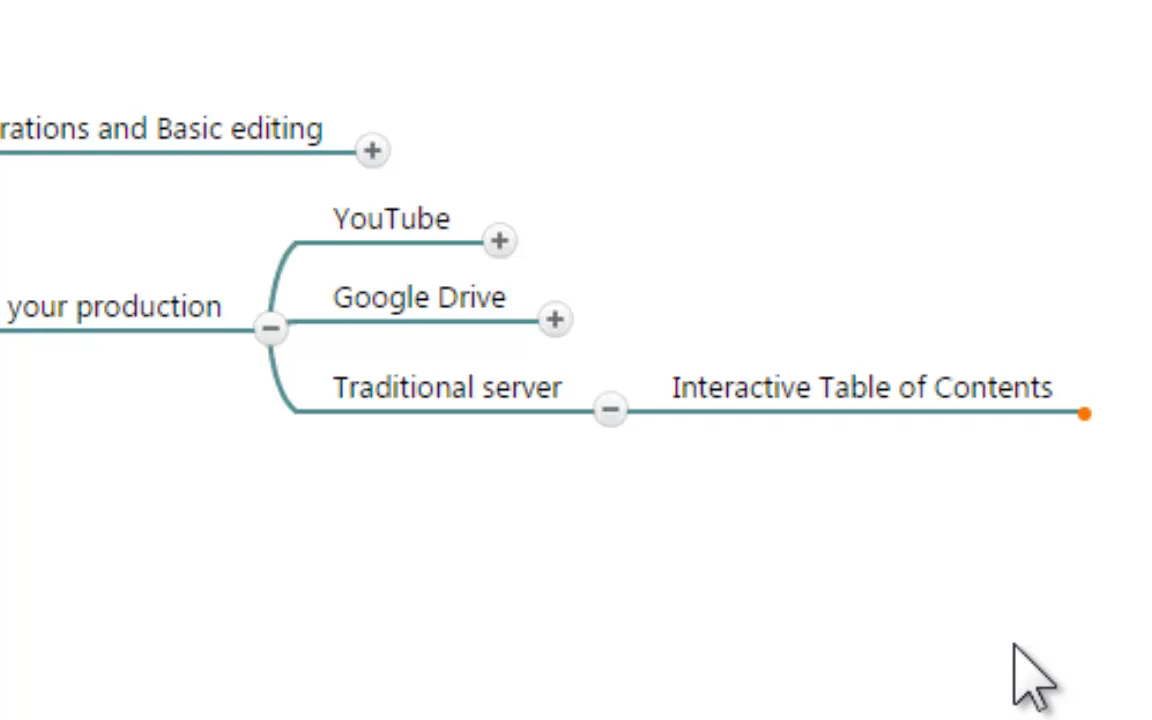 rations and Basic editing
YouTube
Google Drive
your production
Traditional server
Interactive Table of Contents